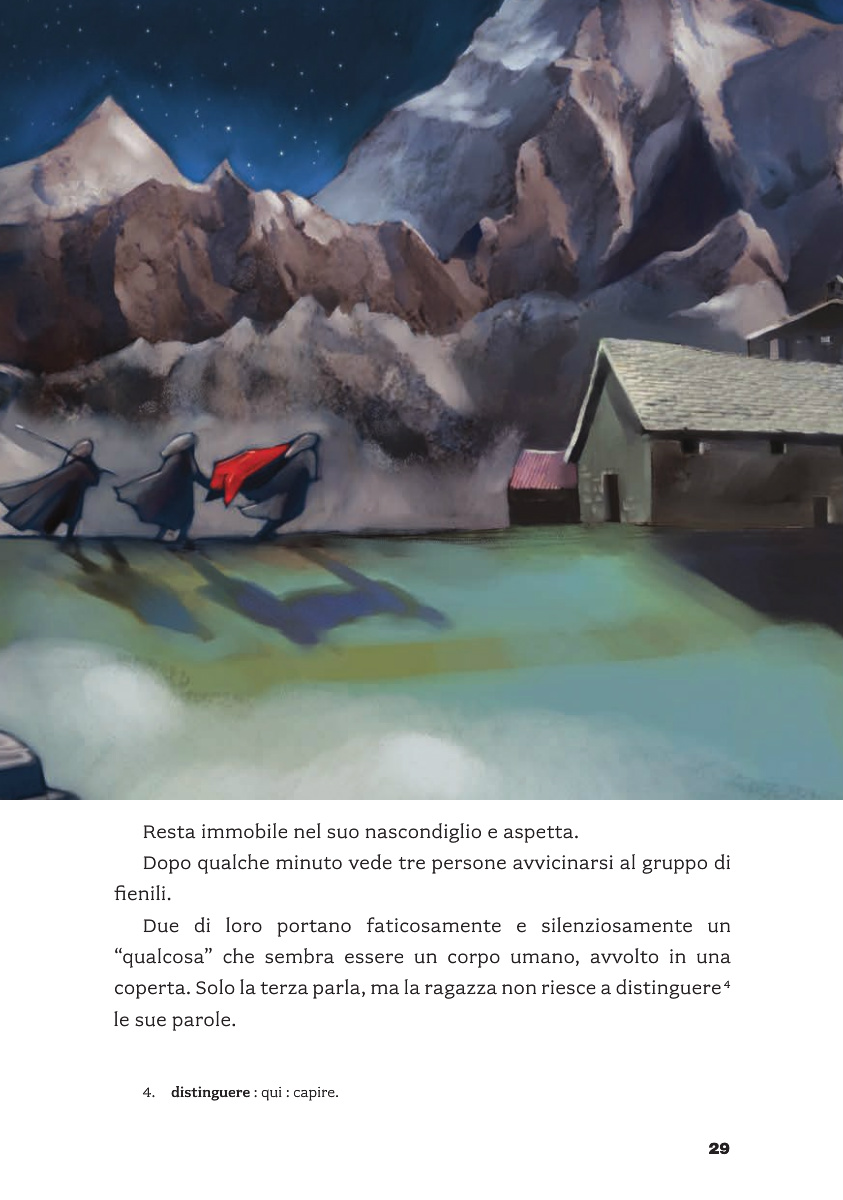 Resta immobile nel suo nascondiglio e aspetta.
Dopo qualche minuto vede tre persone avvicinarsi al gruppo di
fienili.
Due di loro portano faticosamente e silenziosamente un
“qualcosa” che sembra essere un corpo umano, avvolto in una
coperta. Solo la terza parla, ma la ragazza non riesce a distinguere⁴
le sue parole.
4. distinguere : qui : capire.
29